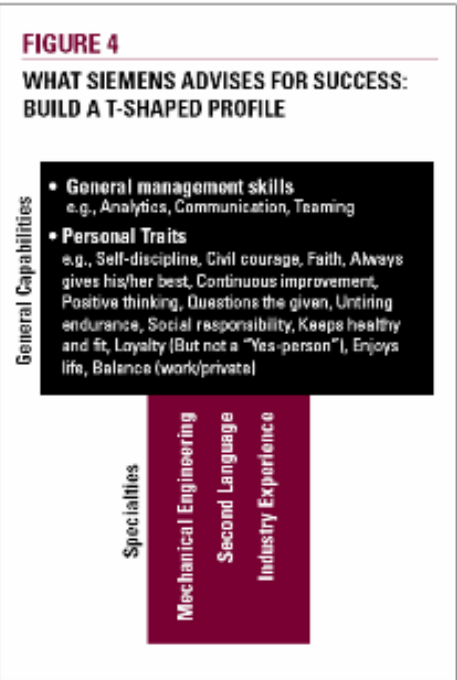 FIGURE 4
WHAT SIEMENS ADVISES FOR SUCCESS:
BUILD A T-SHAPED PROFILE
General Capabilities
• General management skills
e.g., Analytics, Communication, Teaming
• Personal Traits
e.g., Self-discipline, Civil courage, Faith, Always
gives his/her best, Continuous improvement,
Positive thinking, Questions the given, Untiring
endurance, Social responsibility, Keeps healthy
and fit, Loyalty (But not a "Yes-person"), Enjoys
life, Balance (work/private)
Specialties
Mechanical Engineering
Second Language
Industry Experience